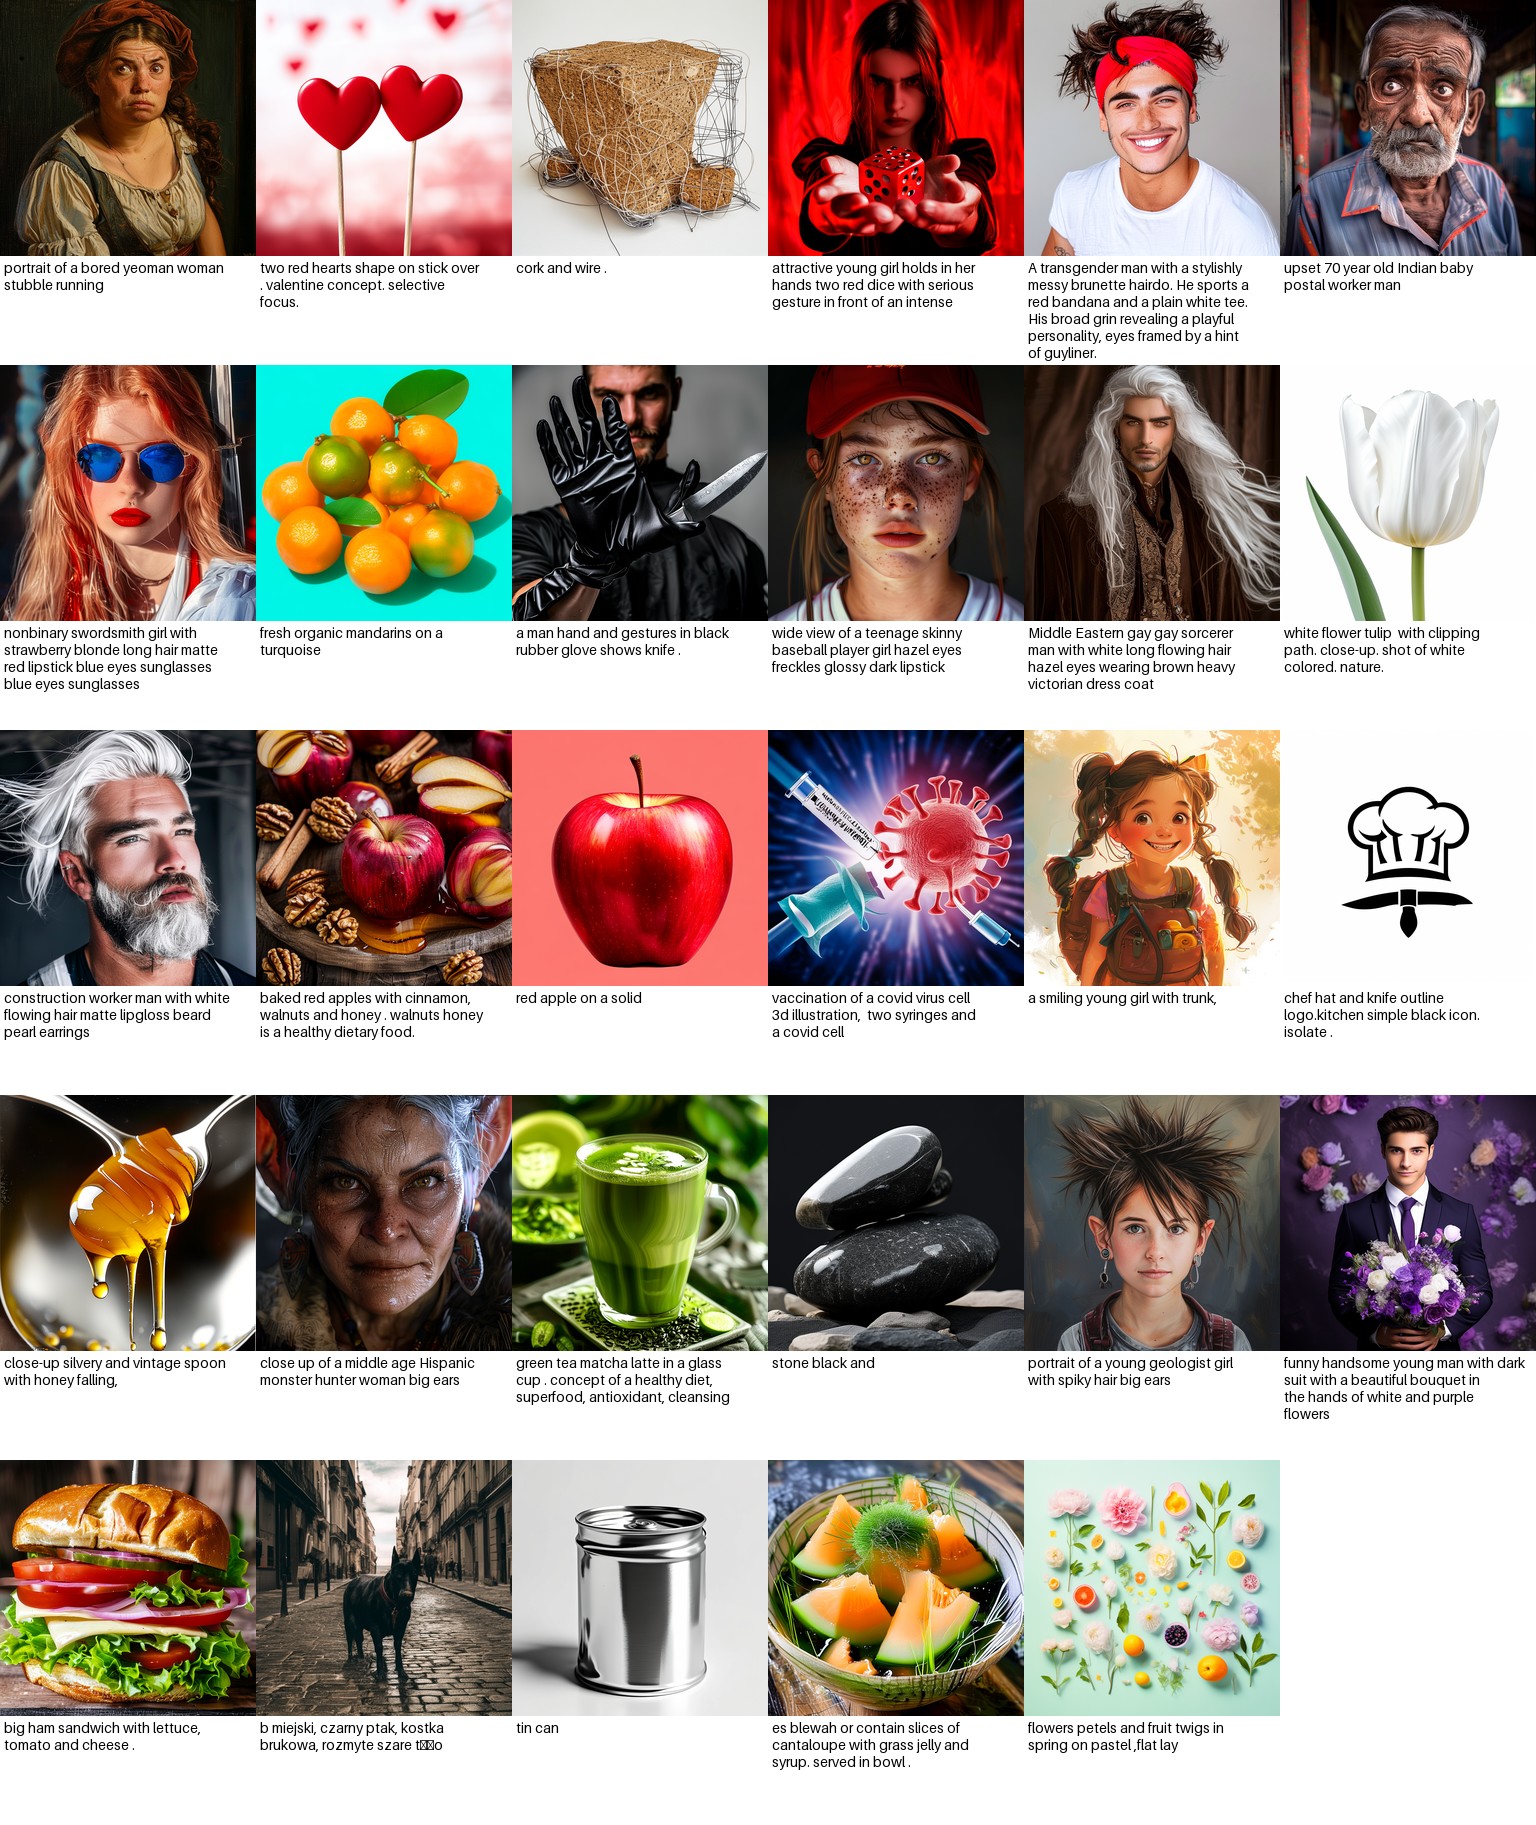 portrait of a bored yeoman woman
stubble running
two red hearts shape on stick over
. valentine concept. selective
focus.
cork and wire .
attractive young girl holds in her
hands two red dice with serious
gesture in front of an intense
A transgender man with a stylishly
messy brunette hairdo. He sports a
red bandana and a plain white tee.
His broad grin revealing a playful
personality, eyes framed by a hint
of guyliner.
upset 70 year old Indian baby
postal worker man
nonbinary swordsmith girl with
strawberry blonde long hair matte
red lipstick blue eyes sunglasses
blue eyes sunglasses
fresh organic mandarins on a
turquoise
a man hand and gestures in black
rubber glove shows knife .
wide view of a teenage skinny
baseball player girl hazel eyes
freckles glossy dark lipstick
Middle Eastern gay gay sorcerer
man with white long flowing hair
hazel eyes wearing brown heavy
victorian dress coat
white flower tulip  with clipping
path. close-up. shot of white
colored. nature.
construction worker man with white
flowing hair matte lipgloss beard
pearl earrings
baked red apples with cinnamon,
walnuts and honey . walnuts honey
is a healthy dietary food.
red apple on a solid
vaccination of a covid virus cell
3d illustration,  two syringes and
a covid cell
a smiling young girl with trunk,
chef hat and knife outline
logo.kitchen simple black icon.
isolate .
close-up silvery and vintage spoon
with honey falling,
close up of a middle age Hispanic
monster hunter woman big ears
green tea matcha latte in a glass
cup . concept of a healthy diet,
superfood, antioxidant, cleansing
stone black and
portrait of a young geologist girl
with spiky hair big ears
funny handsome young man with dark
suit with a beautiful bouquet in
the hands of white and purple
flowers
big ham sandwich with lettuce,
tomato and cheese .
b miejski, czarny ptak, kostka
brukowa, rozmyte szare
tin can
es blewah or contain slices of
cantaloupe with grass jelly and
syrup. served in bowl .
flowers petels and fruit twigs in
spring on pastel ,flat lay